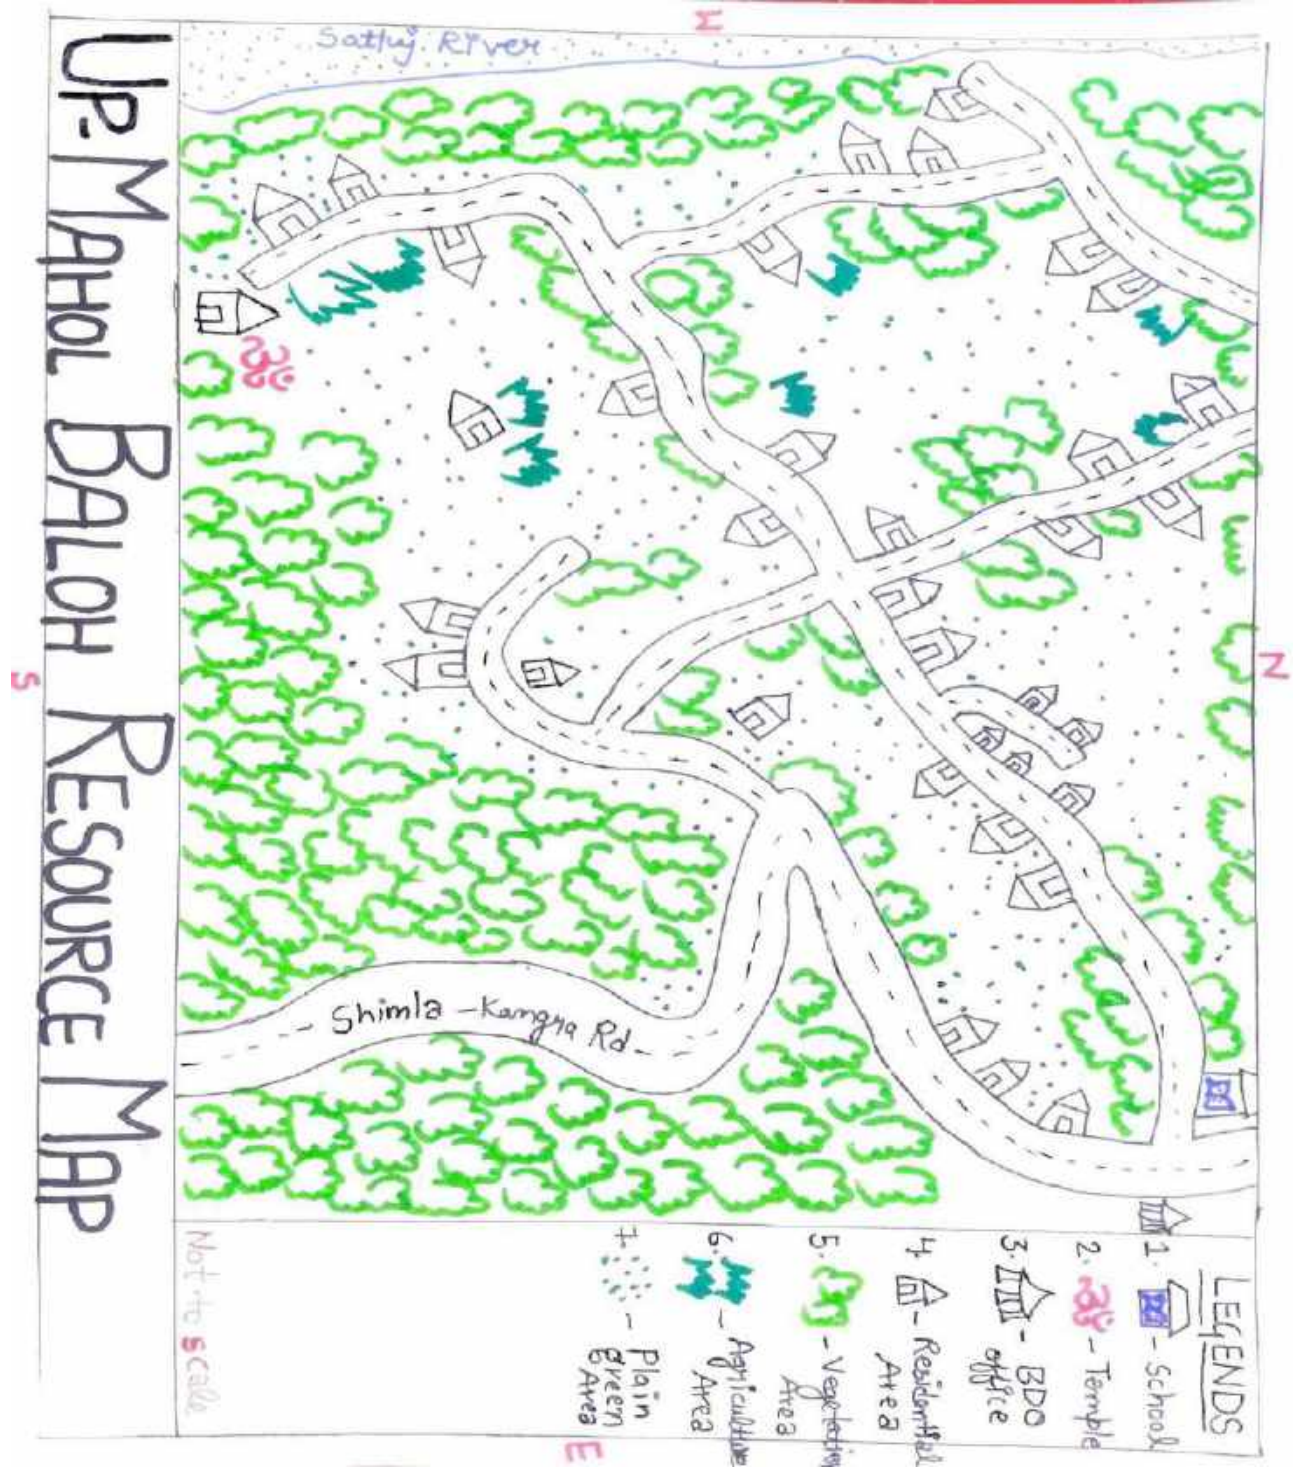 UP-MAHOL BALOH RESOURCE MAP
W
Satluj River
N
S
Shimla - Kangra Rd
LEGENDS
1. - School
2. ॐ - Temple
3. - BDO office
4. - Residential Area
5. - Vegetation Area
6. - Agriculture Area
7. - Plain green Area
E
Not to scale